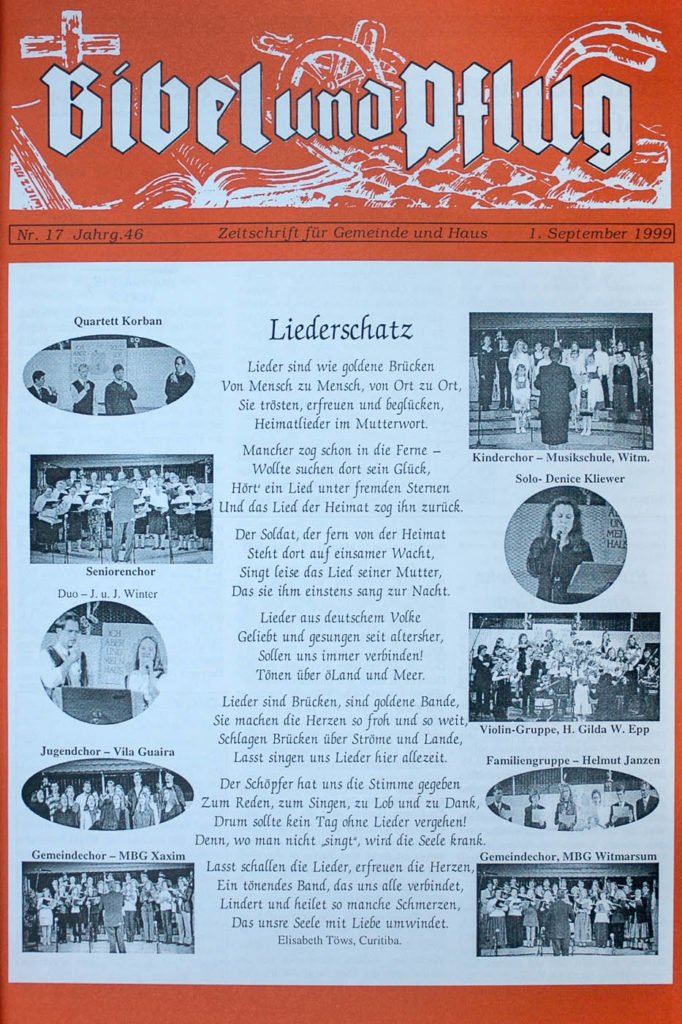 Bibel und Pflug
Nr. 17 Jahrg.46 Zeitschrift für Gemeinde und Haus 1. September 1999
Quartett Korban
Seniorenchor
Duo – J. u. J. Winter
ICH
ABER
UND
MEIN
HAUS
Jugendchor – Vila Guaira
Gemeindechor – MBG Xaxim
Liederschatz
Lieder sind wie goldene Brücken
Von Mensch zu Mensch, von Ort zu Ort,
Sie trösten, erfreuen und beglücken,
Heimatlieder im Mutterwort.
Mancher zog schon in die Ferne –
Wollte suchen dort sein Glück,
Hört' ein Lied unter fremden Sternen
Und das Lied der Heimat zog ihn zurück.
Der Soldat, der fern von der Heimat
Steht dort auf einsamer Wacht,
Singt leise das Lied seiner Mutter,
Das sie ihm einstens sang zur Nacht.
Lieder aus deutschem Volke
Geliebt und gesungen seit altersher,
Sollen uns immer verbinden!
Tönen über öLand und Meer.
Lieder sind Brücken, sind goldene Bande,
Sie machen die Herzen so froh und so weit,
Schlagen Brücken über Ströme und Lande,
Lasst singen uns Lieder hier allezeit.
Der Schöpfer hat uns die Stimme gegeben
Zum Reden, zum Singen, zu Lob und zu Dank,
Drum sollte kein Tag ohne Lieder vergehen!
Denn, wo man nicht „singt“, wird die Seele krank.
Lasst schallen die Lieder, erfreuen die Herzen,
Ein tönendes Band, das uns alle verbindet,
Lindert und heilet so manche Schmerzen,
Das unsre Seele mit Liebe umwindet.
Elisabeth Töws, Curitiba.
Kinderchor – Musikschule, Witm.
Solo- Denice Kliewer
Violin-Gruppe, H. Gilda W. Epp
Familiengruppe – Helmut Janzen
Gemeindechor, MBG Witmarsum